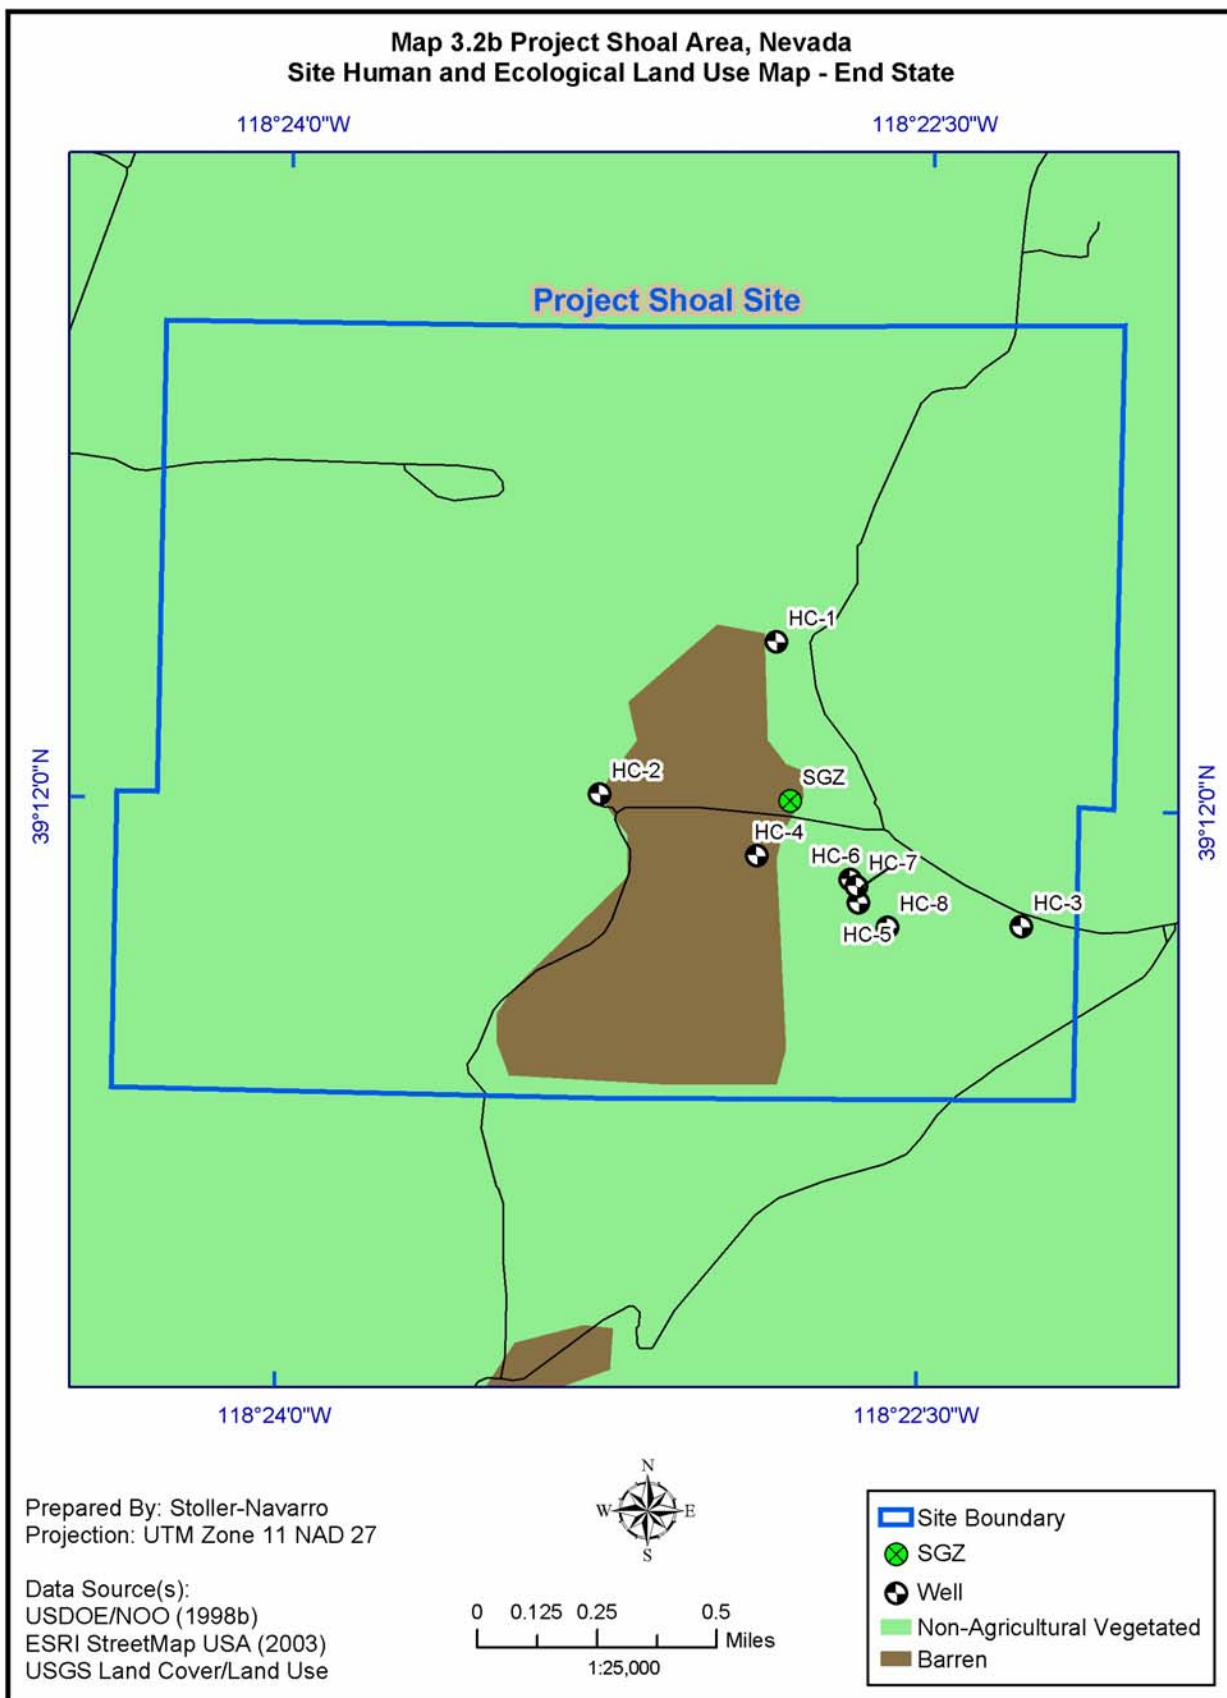 Map 3.2b Project Shoal Area, Nevada
Site Human and Ecological Land Use Map - End State
118°24'0"W
118°22'30"W
Project Shoal Site
HC-1
HC-2
SGZ
39°12'0"N
39°12'0"N
HC-4
HC-6
HC-7
HC-8
HC-3
HC-5
118°24'0"W
118°22'30"W
Prepared By: Stoller-Navarro
Projection: UTM Zone 11 NAD 27
Data Source(s):
USDOE/NOO (1998b)
ESRI StreetMap USA (2003)
USGS Land Cover/Land Use
N
W
E
S
0 0.125 0.25 0.5
Miles
1:25,000
Site Boundary
SGZ
Well
Non-Agricultural Vegetated
Barren